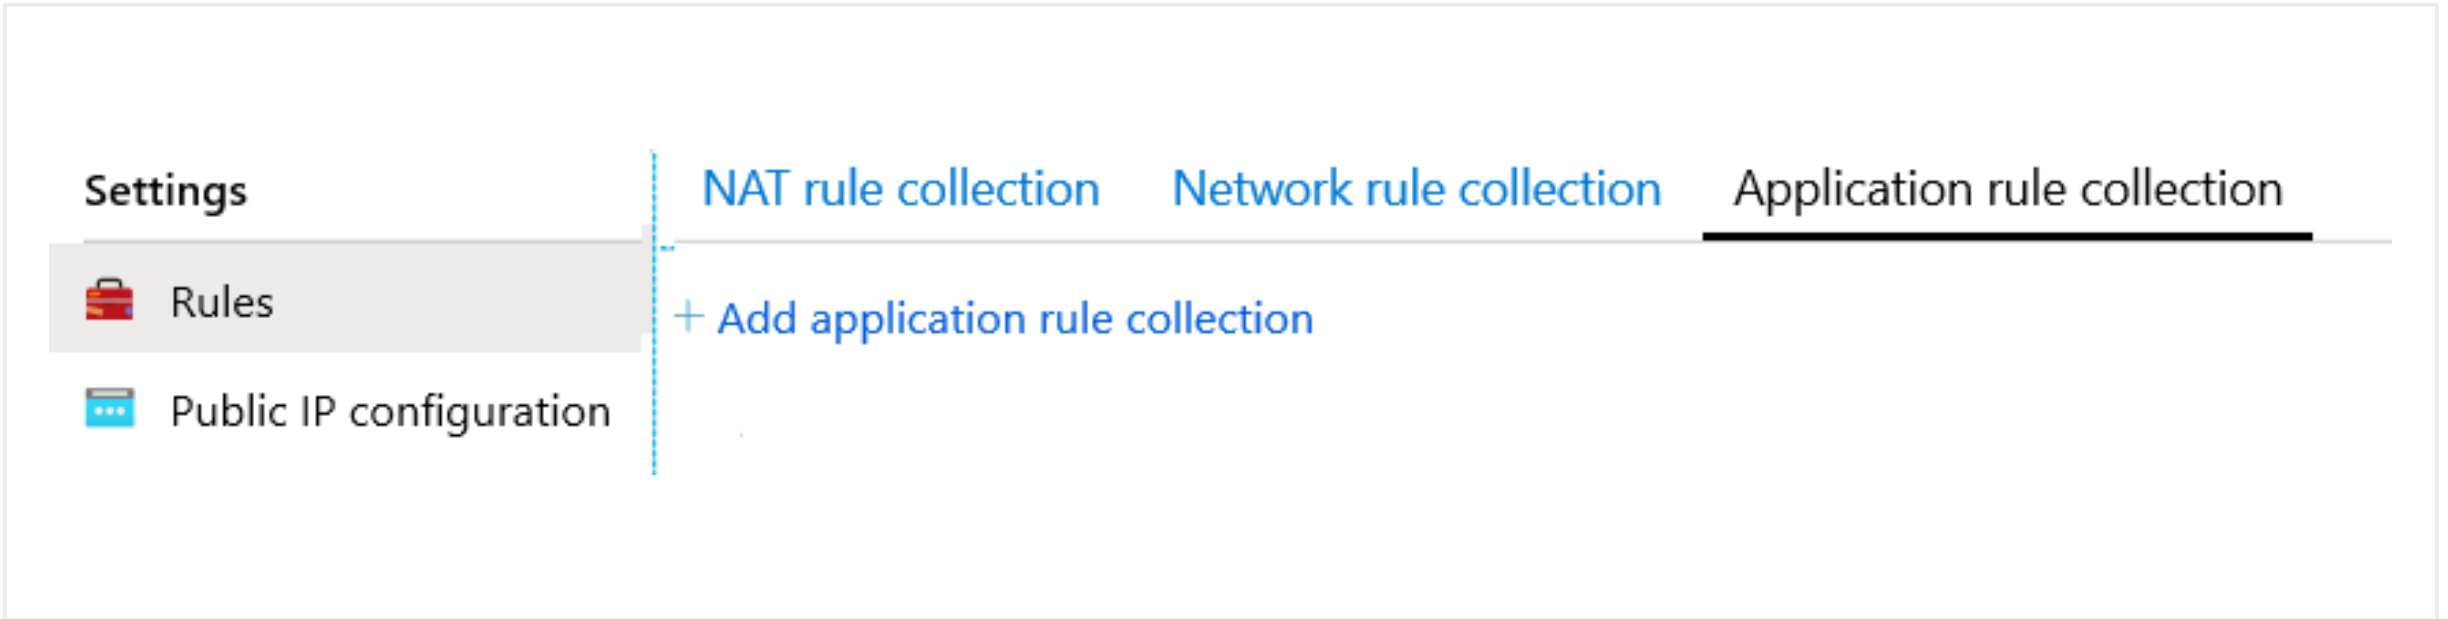 Settings
Rules
Public IP configuration
NAT rule collection Network rule collection Application rule collection
+ Add application rule collection